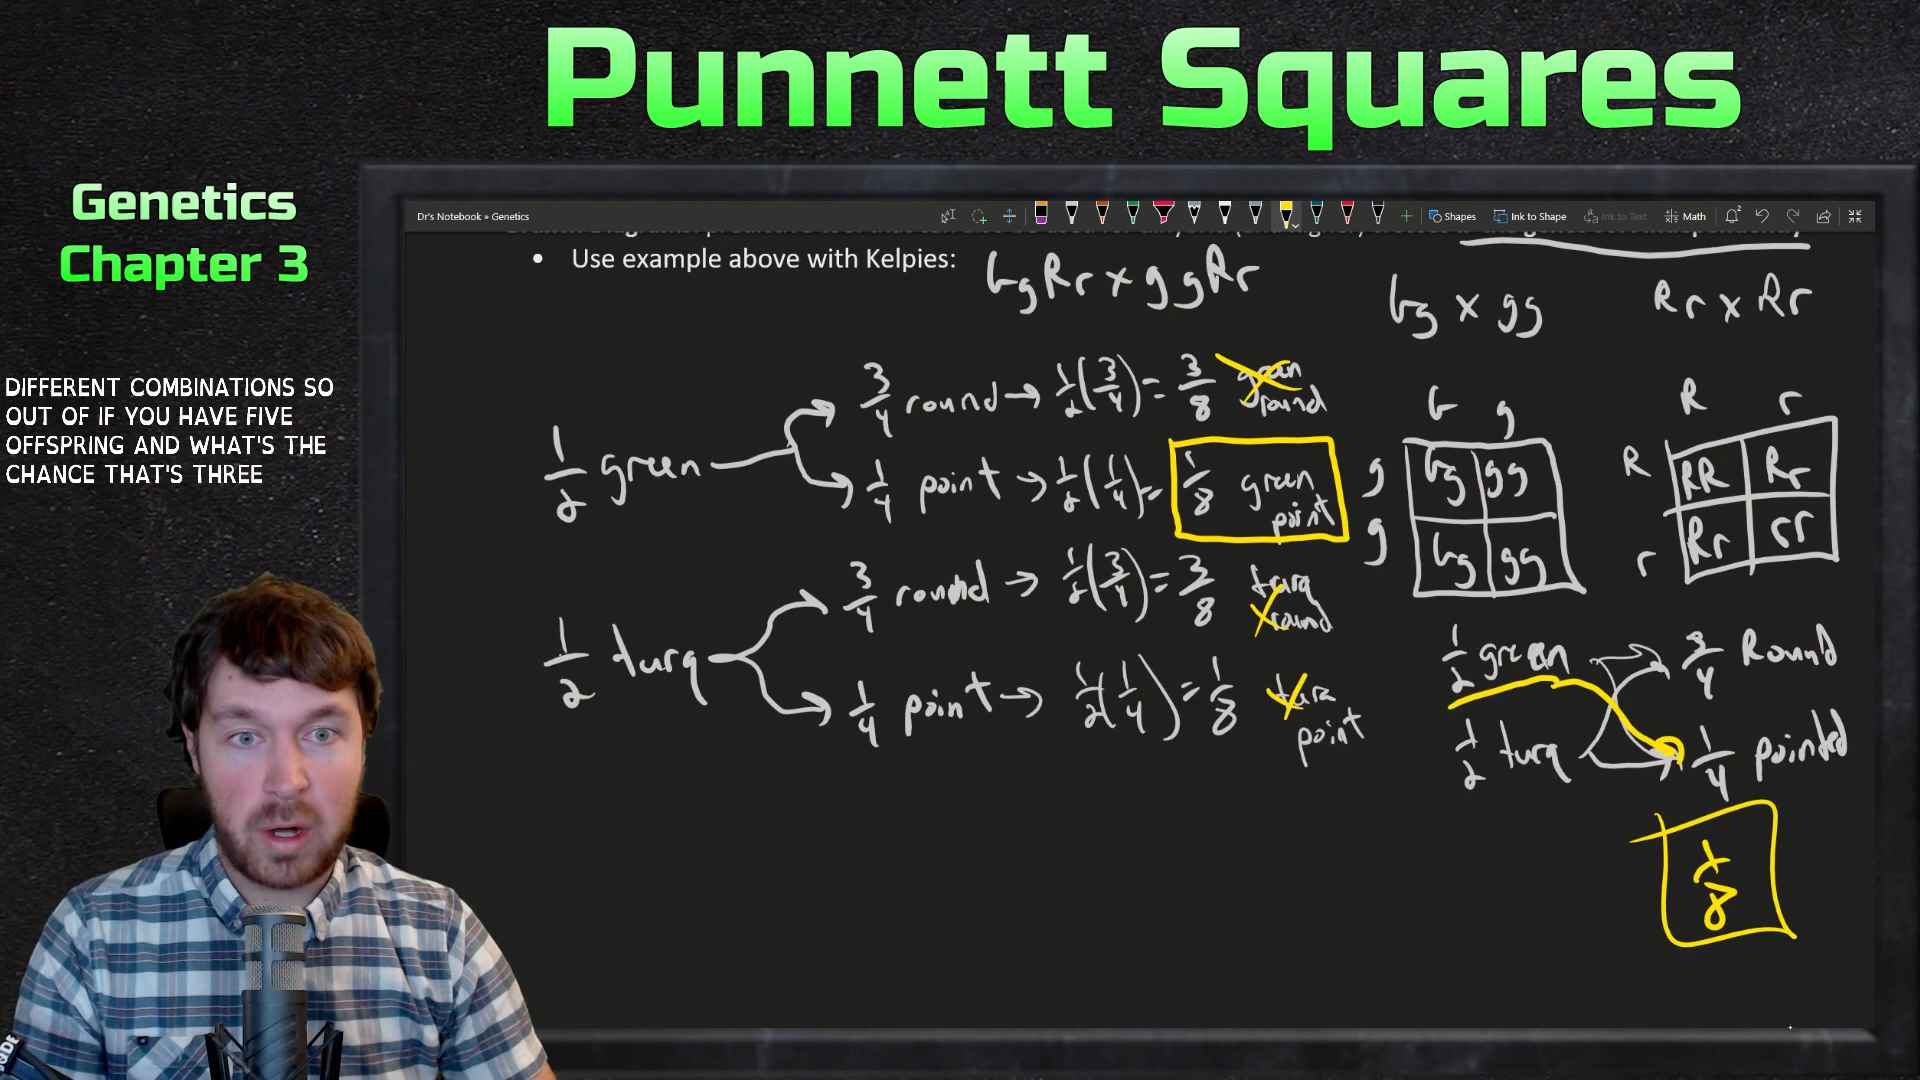 Punnett Squares
Genetics
Chapter 3
DIFFERENT COMBINATIONS SO
OUT OF IF YOU HAVE FIVE
OFFSPRING AND WHAT'S THE
CHANCE THAT'S THREE
Dr's Notebook » Genetics
Shapes
Ink to Shape
Ink to Text
Math
• Use example above with Kelpies:
GgRr x ggRr
Gg x gg
Rr x Rr
1/2 green
3/4 round → 1/2(3/4) = 3/8 green round
1/4 point → 1/2(1/4) = 1/8 green point
1/2 turq
3/4 round → 1/2(3/4) = 3/8 turq round
1/4 point → 1/2(1/4) = 1/8 turq point
G g
g Gg gg
g Gg gg
R r
R RR Rr
r Rr rr
1/2 green
3/4 Round
1/2 turq
1/4 pointed
1/8